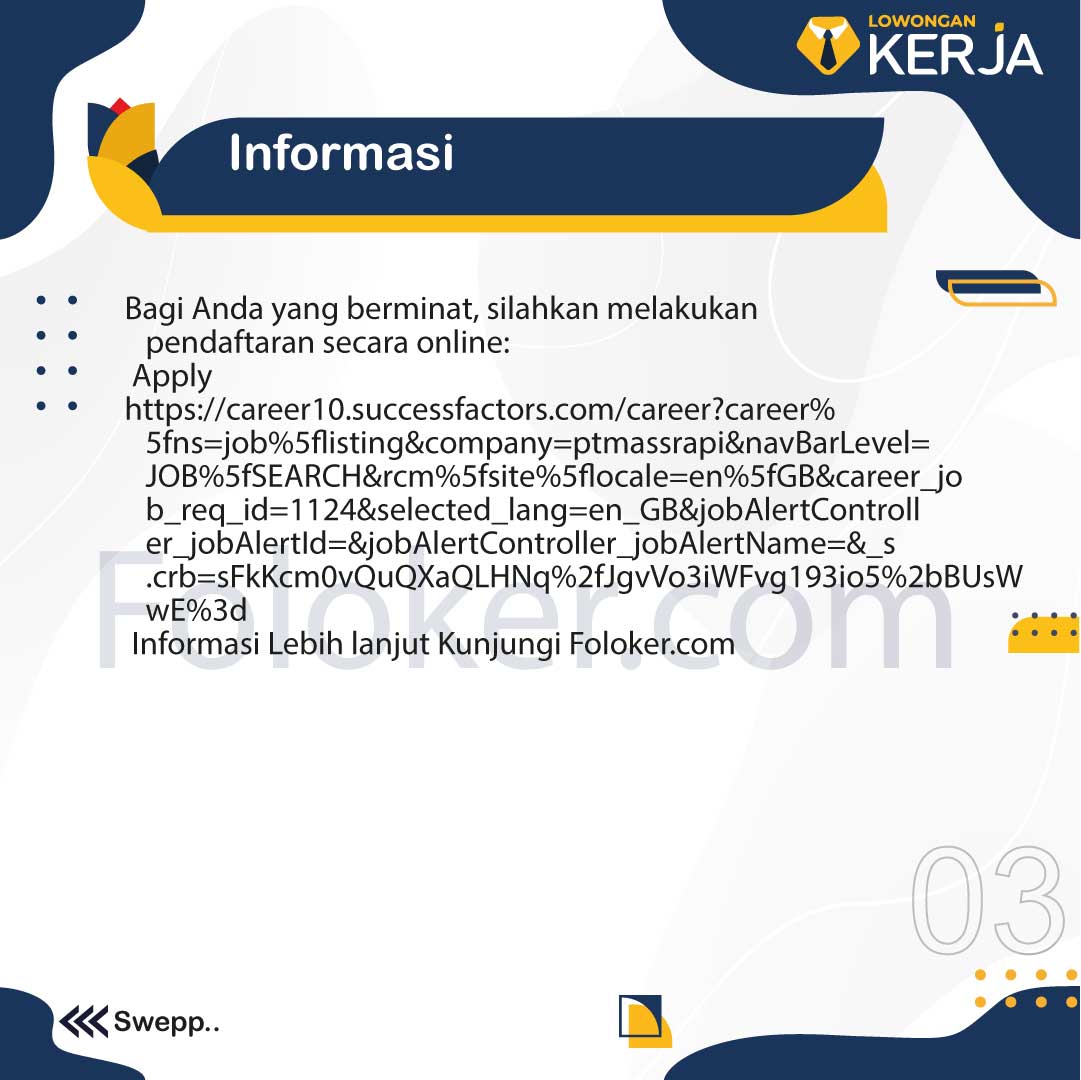 LOWONGAN
KERJA
Informasi
Bagi Anda yang berminat, silahkan melakukan
pendaftaran secara online:
Apply
https://career10.successfactors.com/career?career%
5fns=job%5flisting&company=ptmassrapi&navBarLevel=
JOB%5fSEARCH&rcm%5fsite%5flocale=en%5fGB&career_jo
b_req_id=1124&selected_lang=en_GB&jobAlertControll
er_jobAlertId=&jobAlertController_jobAlertName=&_s
.crb=sFkKcm0vQuQXaQLHNq%2fJgvVo3iWFvg193io5%2bBUsW
wE%3d
Informasi Lebih lanjut Kunjungi Foloker.com
Foloker.com
03
Swepp..